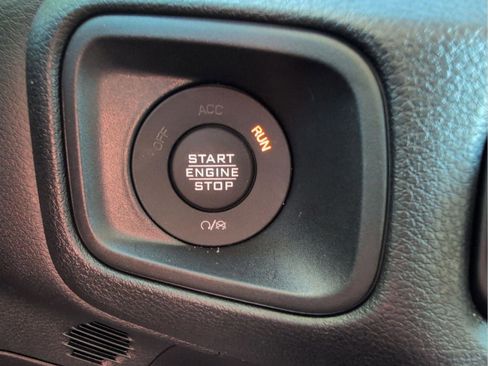 ACC
OFF
RUN
START
ENGINE
STOP